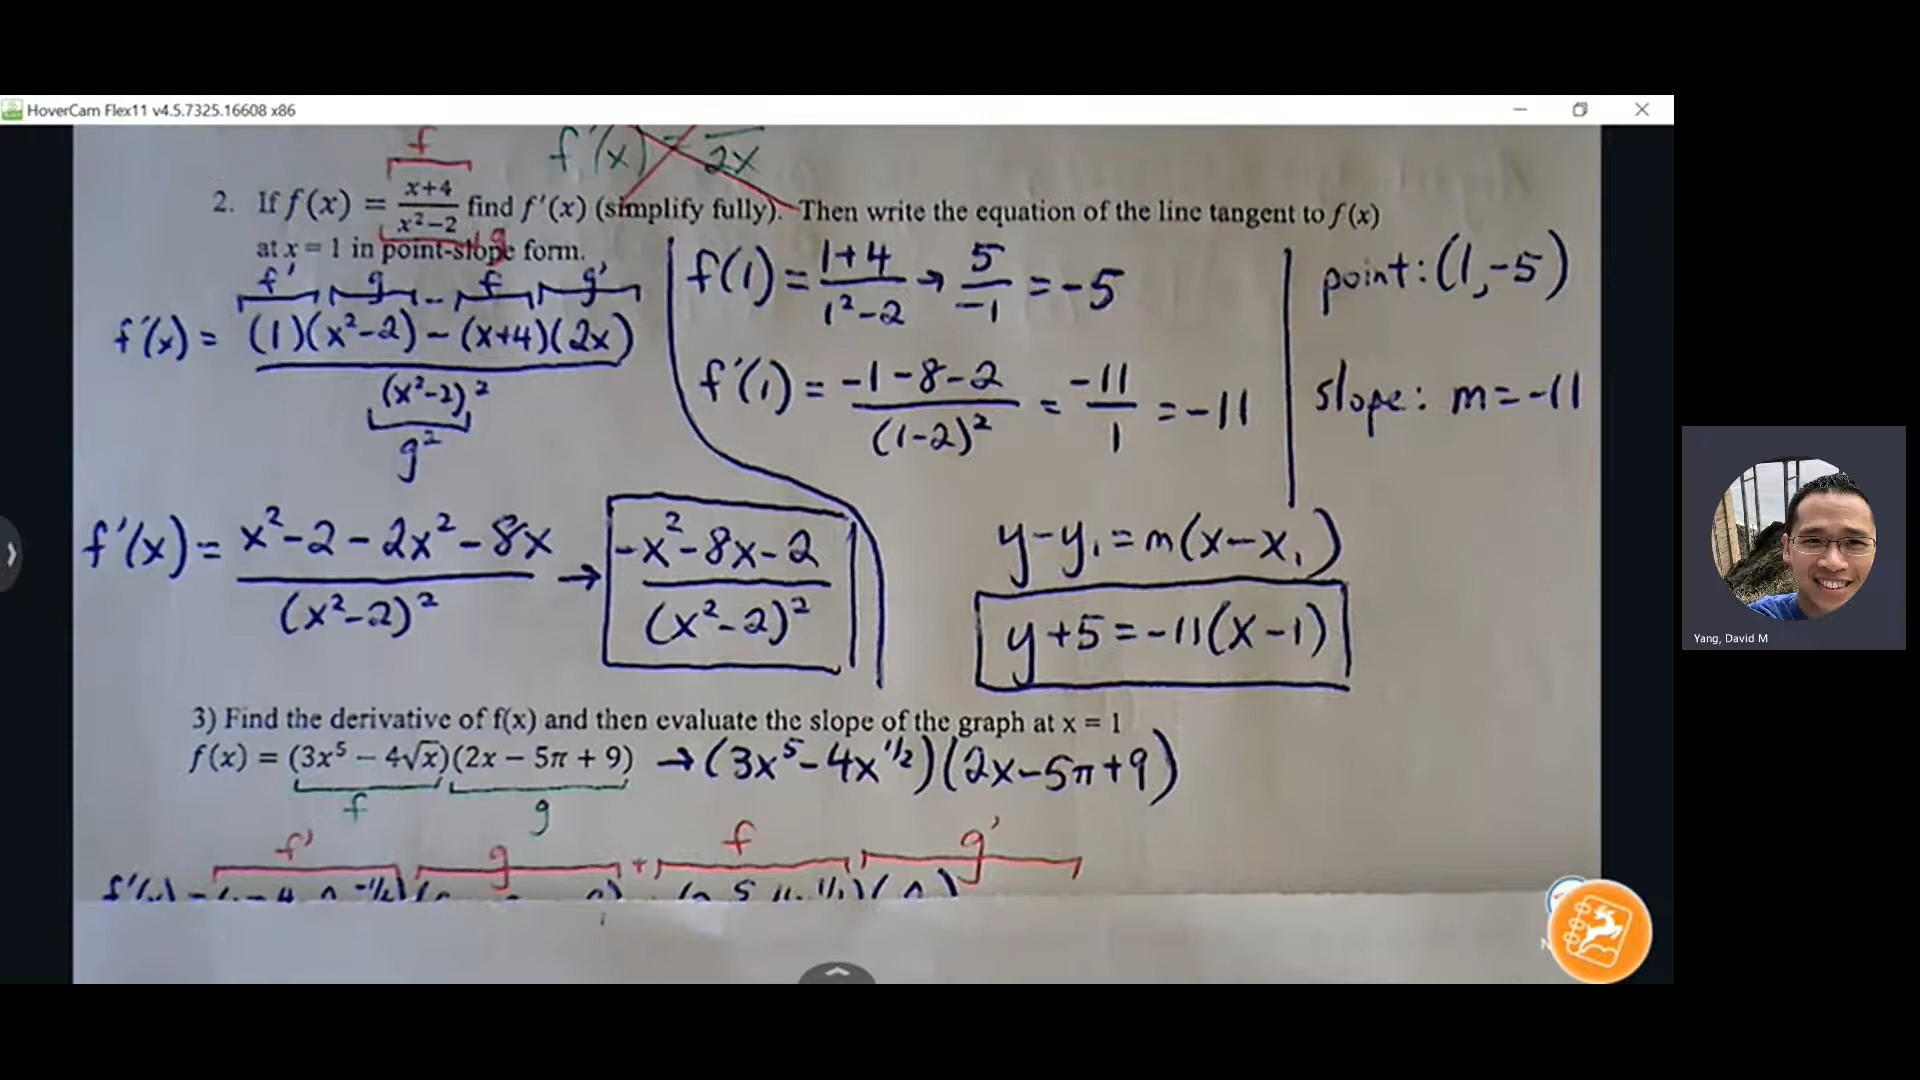 HoverCam Flex11 v4.5.7325.16608 x86
f
f'(x) = 2x
2. If f(x) = x+4/x²−2 find f'(x) (simplify fully). Then write the equation of the line tangent to f(x)
g
at x = 1 in point-slope form.
f' g − f g'
f'(x) = (1)(x²-2) - (x+4)(2x) / (x²-2)²
g²
f'(x) = x²-2-2x²-8x / (x²-2)² → -x²-8x-2 / (x²-2)²
f(1) = 1+4 / 1²-2 → 5/-1 = -5
f'(1) = -1-8-2 / (1-2)² = -11/1 = -11
point: (1,-5)
slope: m=-11
y-y₁=m(x-x₁)
y+5=-11(x-1)
Yang, David M
3) Find the derivative of f(x) and then evaluate the slope of the graph at x = 1
f(x) = (3x⁵ − 4√x)(2x − 5π + 9) → (3x⁵-4x^1/2)(2x-5π+9)
f g
f' g + f g'